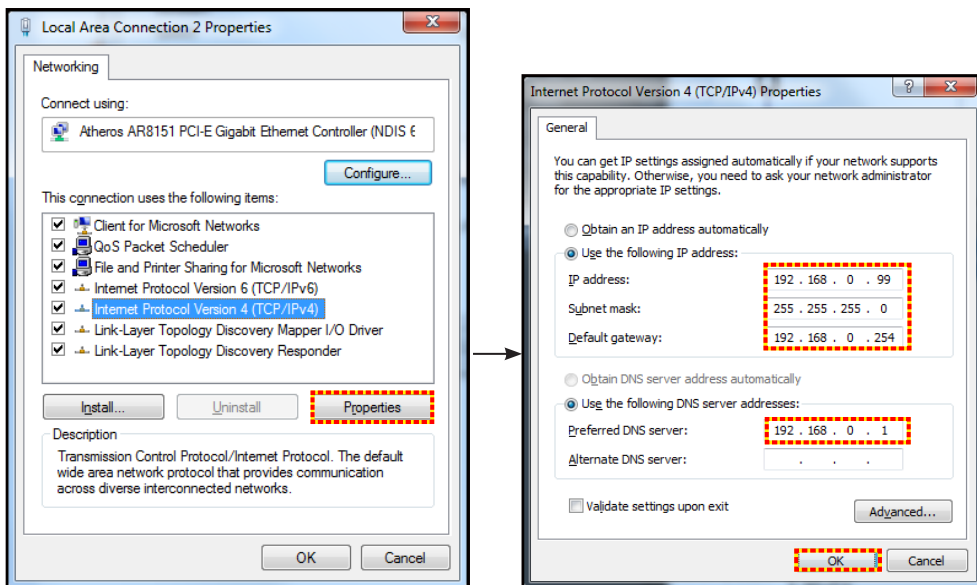 Local Area Connection 2 Properties
Networking
Connect using:
Atheros AR8151 PCI-E Gigabit Ethernet Controller (NDIS 6
Configure...
This connection uses the following items:
Client for Microsoft Networks
QoS Packet Scheduler
File and Printer Sharing for Microsoft Networks
Internet Protocol Version 6 (TCP/IPv6)
Internet Protocol Version 4 (TCP/IPv4)
Link-Layer Topology Discovery Mapper I/O Driver
Link-Layer Topology Discovery Responder
Install...
Uninstall
Properties
Description
Transmission Control Protocol/Internet Protocol. The default
wide area network protocol that provides communication
across diverse interconnected networks.
OK
Cancel
Internet Protocol Version 4 (TCP/IPv4) Properties
General
You can get IP settings assigned automatically if your network supports
this capability. Otherwise, you need to ask your network administrator
for the appropriate IP settings.
Obtain an IP address automatically
Use the following IP address:
IP address: 192 . 168 . 0 . 99
Subnet mask: 255 . 255 . 255 . 0
Default gateway: 192 . 168 . 0 . 254
Obtain DNS server address automatically
Use the following DNS server addresses:
Preferred DNS server: 192 . 168 . 0 . 1
Alternate DNS server: . . .
Validate settings upon exit
Advanced...
OK
Cancel